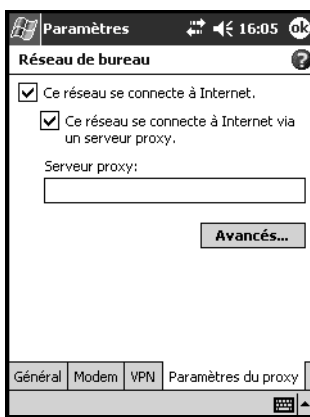 Paramètres 16:05 ok
Réseau de bureau ?
Ce réseau se connecte à Internet.
Ce réseau se connecte à Internet via
un serveur proxy.
Serveur proxy:
Avancés...
Général Modem VPN Paramètres du proxy